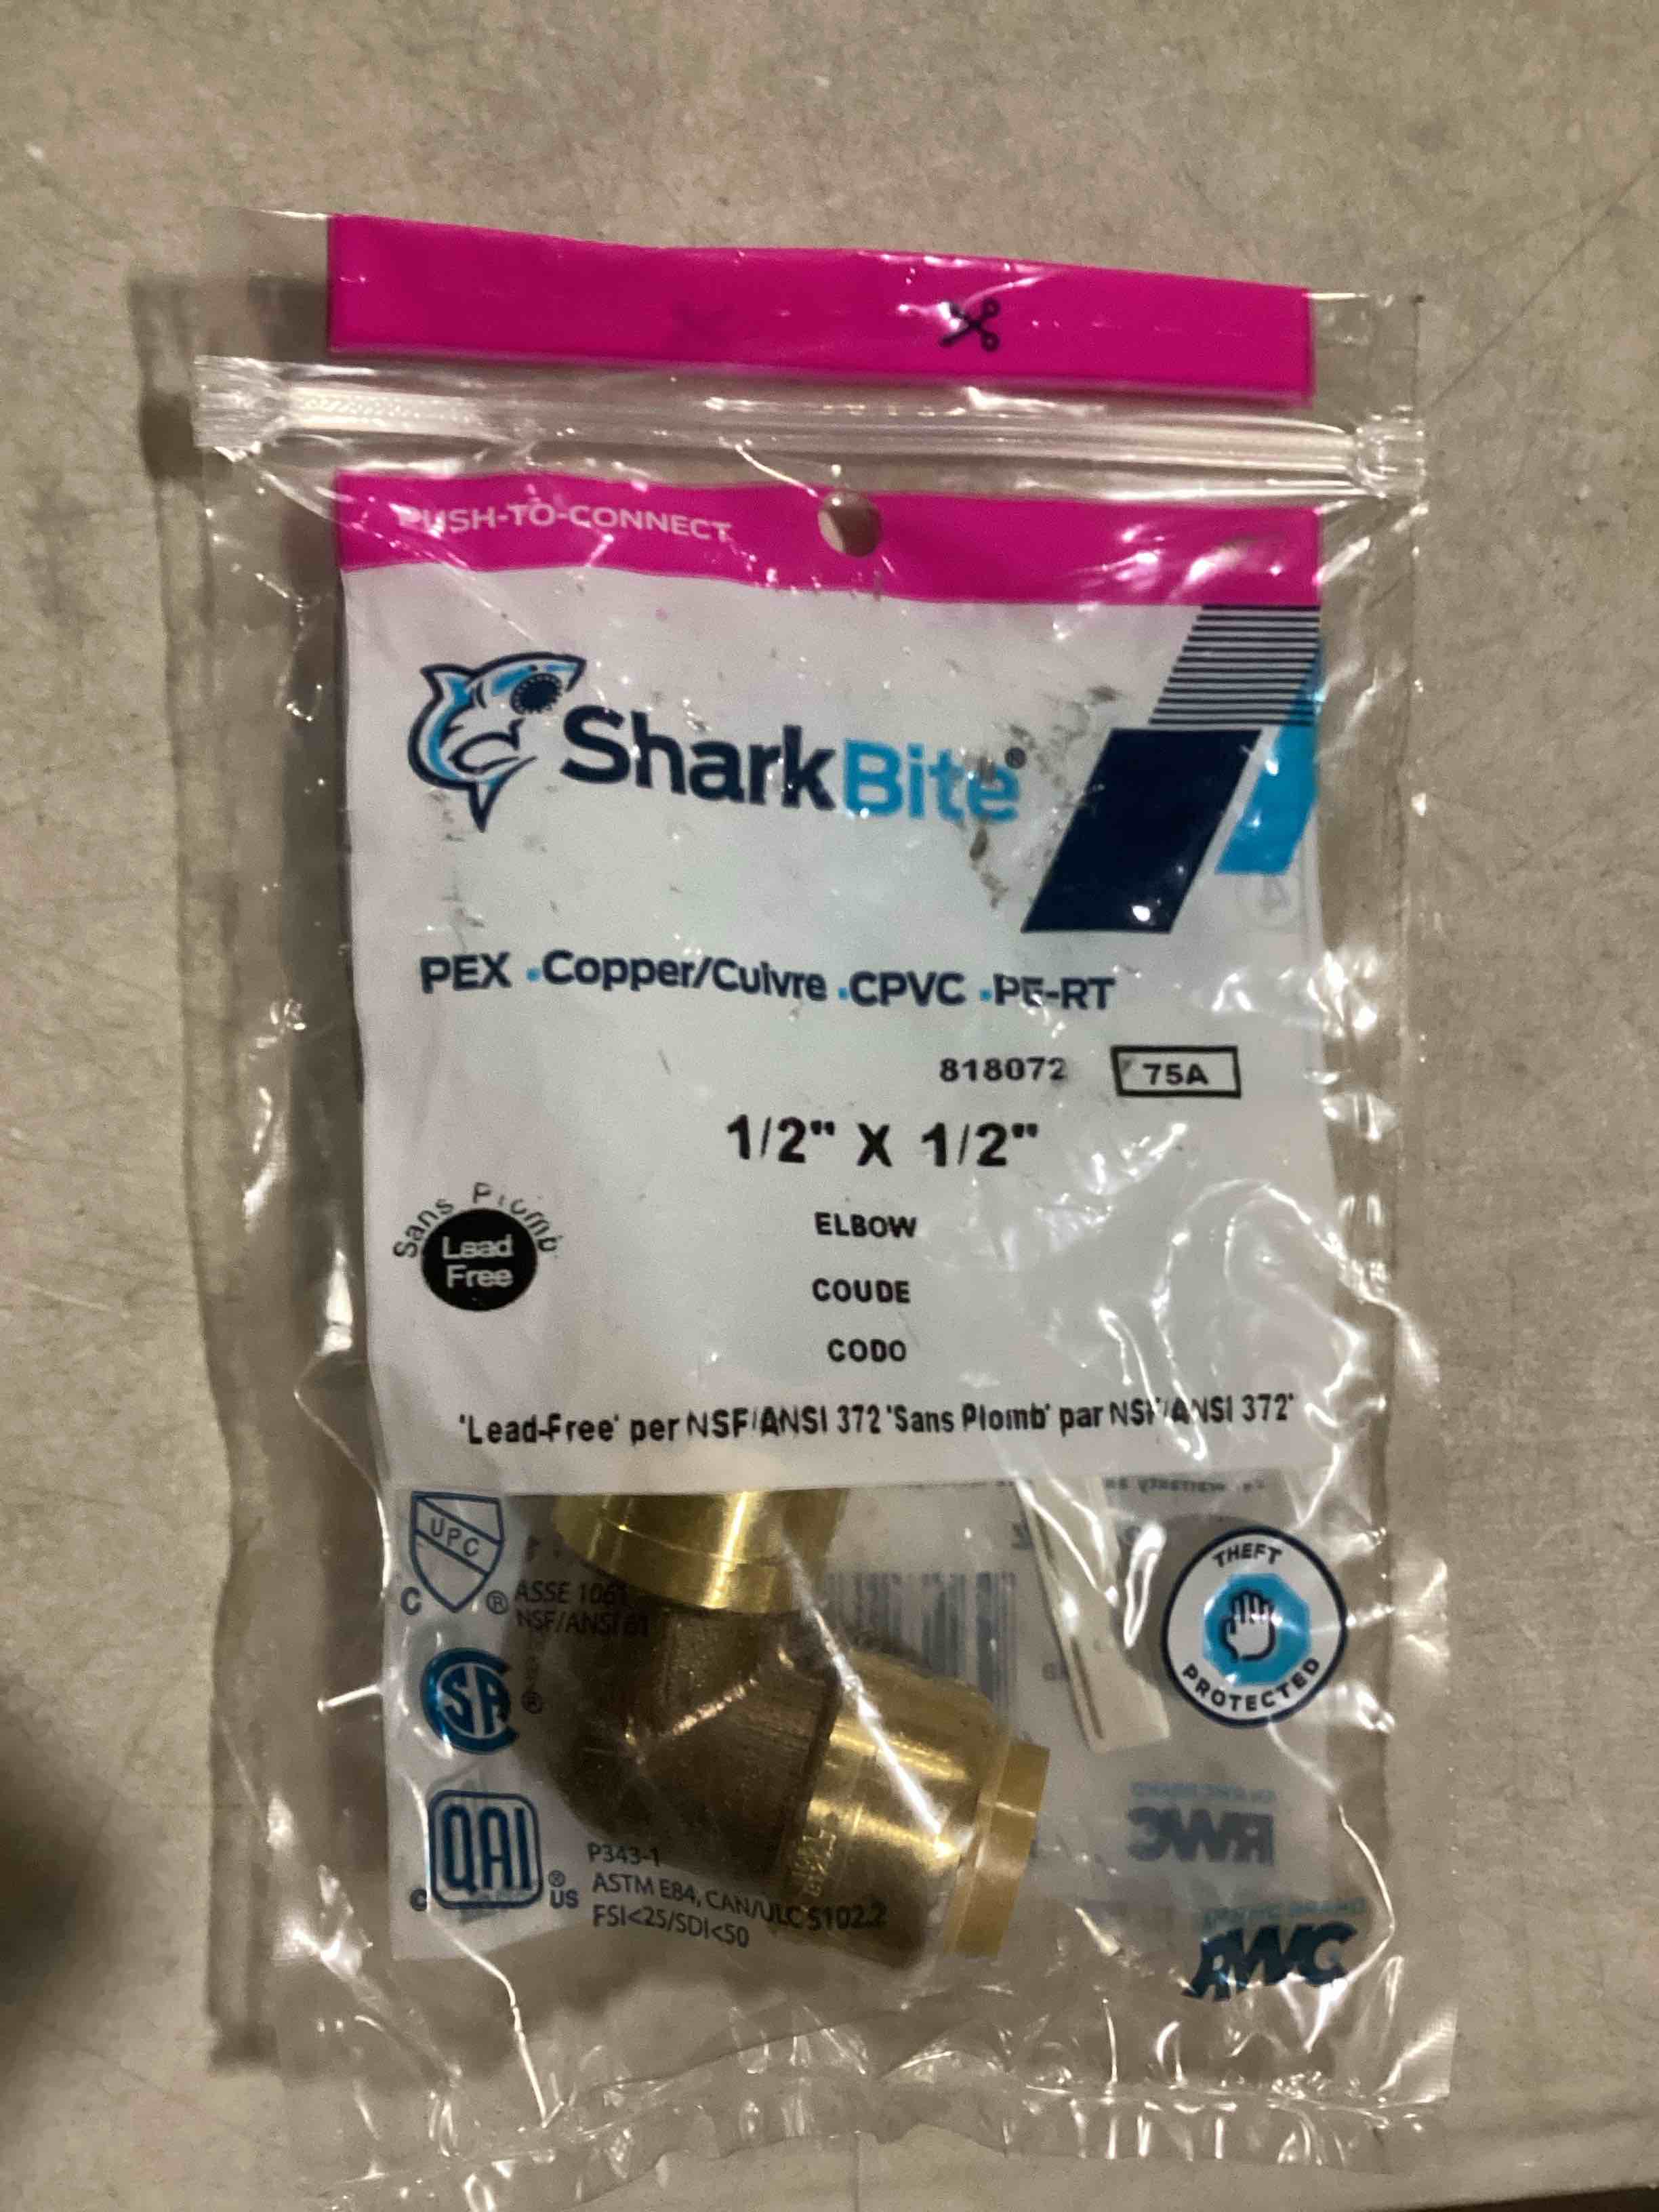 PUSH-TO-CONNECT
SharkBite®
PEX • Copper/Cuivre • CPVC • PE-RT
818072 75A
1/2" X 1/2"
Sans Plomb
Lead
Free
ELBOW
COUDE
CODO
'Lead-Free' per NSF/ANSI 372 'Sans Plomb' par NSF/ANSI 372'
UPC
C ®
ASSE 1061
NSF/ANSI 61
THEFT
PROTECTED
SA ®
QAI
C ® US
P343-1
ASTM E84, CAN/ULC S102.2
FSI<25/SDI<50
RWC
RWC